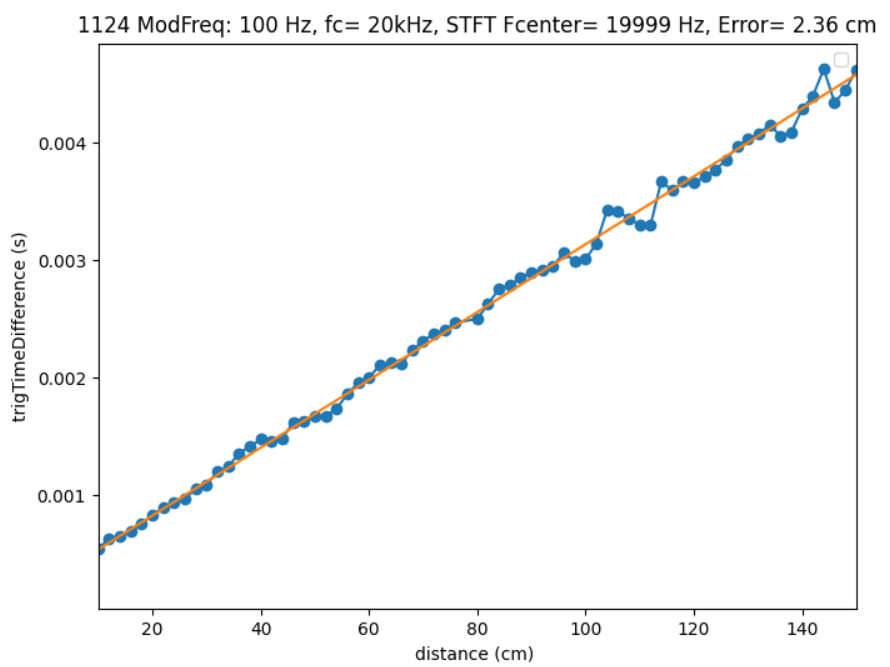 1124 ModFreq: 100 Hz, fc= 20kHz, STFT Fcenter= 19999 Hz, Error= 2.36 cm
trigTimeDifference (s)
0.004
0.003
0.002
0.001
20 40 60 80 100 120 140
distance (cm)